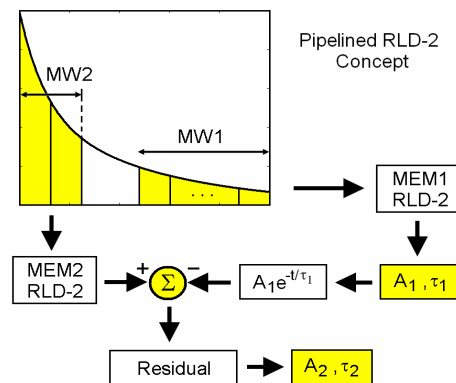 Pipelined RLD-2
Concept
MW2
MW1
. . .
MEM1
RLD-2
MEM2
RLD-2
+
Σ
−
A₁e^(-t/τ₁)
A₁ , τ₁
Residual
A₂ , τ₂